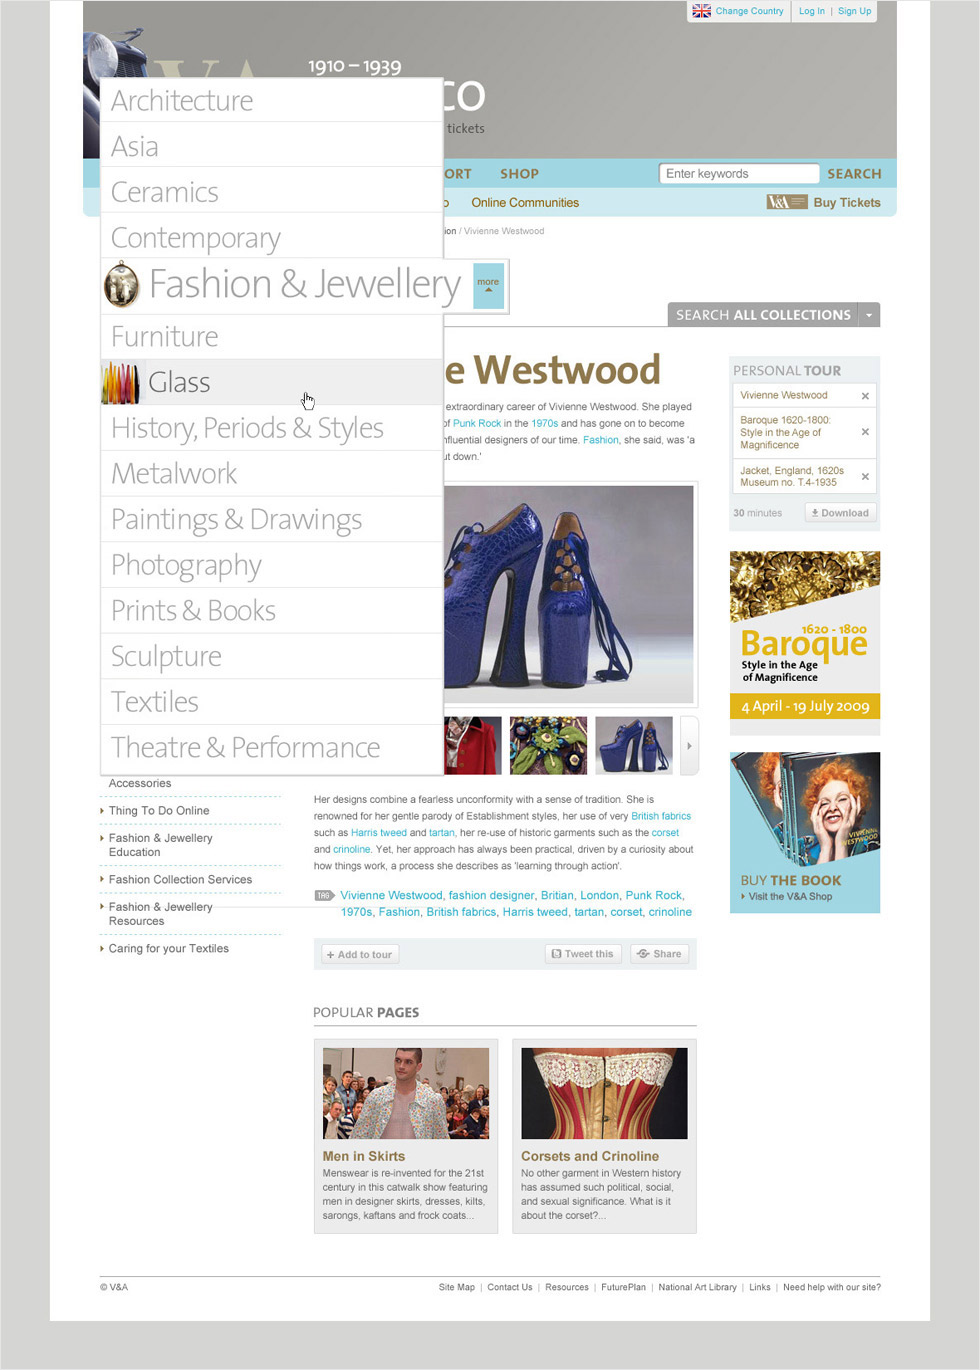 Change Country
Log In | Sign Up
1910 – 1939
co
tickets
Architecture
Asia
Ceramics
Contemporary
Fashion & Jewellery
more
Furniture
Glass
History, Periods & Styles
Metalwork
Paintings & Drawings
Photography
Prints & Books
Sculpture
Textiles
Theatre & Performance
ORT SHOP
Enter keywords SEARCH
Online Communities
V&A Buy Tickets
ion / Vivienne Westwood
SEARCH ALL COLLECTIONS
e Westwood
extraordinary career of Vivienne Westwood. She played
of Punk Rock in the 1970s and has gone on to become
nfluential designers of our time. Fashion, she said, was 'a
ut down.'
PERSONAL TOUR
Vivienne Westwood
Baroque 1620-1800:
Style in the Age of
Magnificence
Jacket, England, 1620s
Museum no. T.4-1935
30 minutes Download
1620 - 1800
Baroque
Style in the Age
of Magnificence
4 April - 19 July 2009
VIVIENNE
WESTWOOD
BUY THE BOOK
Visit the V&A Shop
Accessories
Thing To Do Online
Fashion & Jewellery
Education
Fashion Collection Services
Fashion & Jewellery
Resources
Caring for your Textiles
Her designs combine a fearless unconformity with a sense of tradition. She is
renowned for her gentle parody of Establishment styles, her use of very British fabrics
such as Harris tweed and tartan, her re-use of historic garments such as the corset
and crinoline. Yet, her approach has always been practical, driven by a curiosity about
how things work, a process she describes as 'learning through action'.
TAG Vivienne Westwood, fashion designer, Britian, London, Punk Rock,
1970s, Fashion, British fabrics, Harris tweed, tartan, corset, crinoline
+ Add to tour Tweet this Share
POPULAR PAGES
Men in Skirts
Menswear is re-invented for the 21st
century in this catwalk show featuring
men in designer skirts, dresses, kilts,
sarongs, kaftans and frock coats...
Corsets and Crinoline
No other garment in Western history
has assumed such political, social,
and sexual significance. What is it
about the corset?...
© V&A
Site Map | Contact Us | Resources | FuturePlan | National Art Library | Links | Need help with our site?